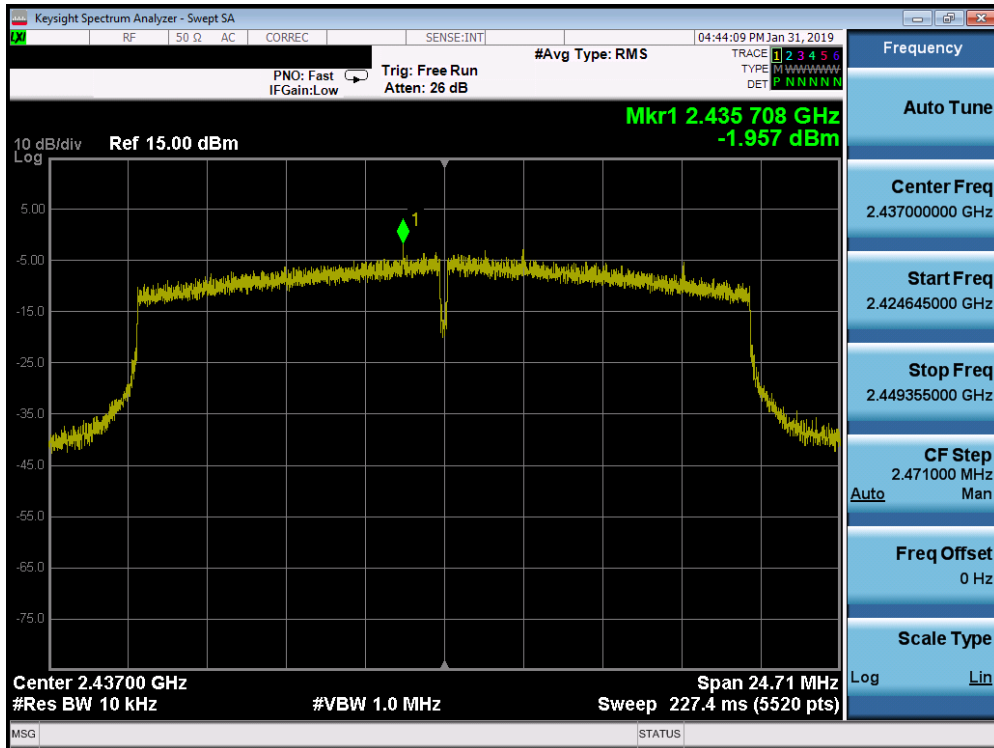 Keysight Spectrum Analyzer - Swept SA
LXI
RF
50 Ω
AC
CORREC
SENSE:INT
04:44:09 PM Jan 31, 2019
Frequency
#Avg Type: RMS
TRACE 1 2 3 4 5 6
PNO: Fast
Trig: Free Run
TYPE M WWWWW
IFGain:Low
Atten: 26 dB
DET P N N N N N
Auto Tune
Mkr1 2.435 708 GHz
-1.957 dBm
10 dB/div
Ref 15.00 dBm
Log
5.00
-5.00
-15.0
-25.0
-35.0
-45.0
-55.0
-65.0
-75.0
1
Center Freq
2.437000000 GHz
Start Freq
2.424645000 GHz
Stop Freq
2.449355000 GHz
CF Step
2.471000 MHz
Auto Man
Freq Offset
0 Hz
Scale Type
Log Lin
Center 2.43700 GHz
Span 24.71 MHz
#Res BW 10 kHz
#VBW 1.0 MHz
Sweep 227.4 ms (5520 pts)
MSG
STATUS